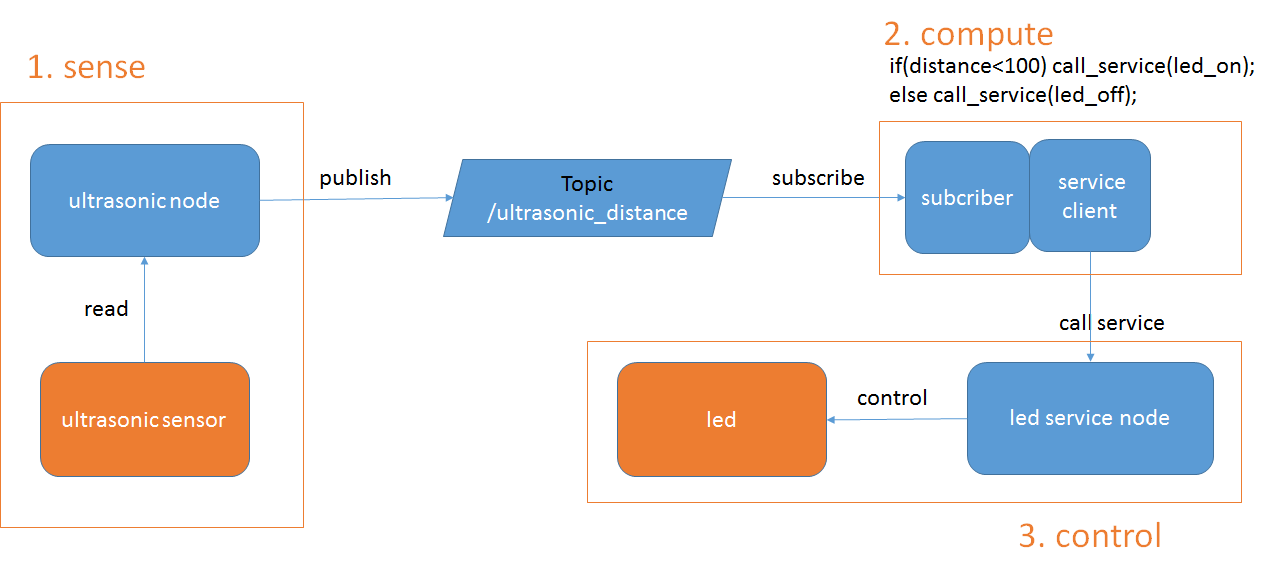 1. sense
ultrasonic node
read
ultrasonic sensor
publish
Topic
/ultrasonic_distance
subscribe
2. compute
if(distance<100) call_service(led_on);
else call_service(led_off);
subcriber
service
client
call service
led service node
control
led
3. control